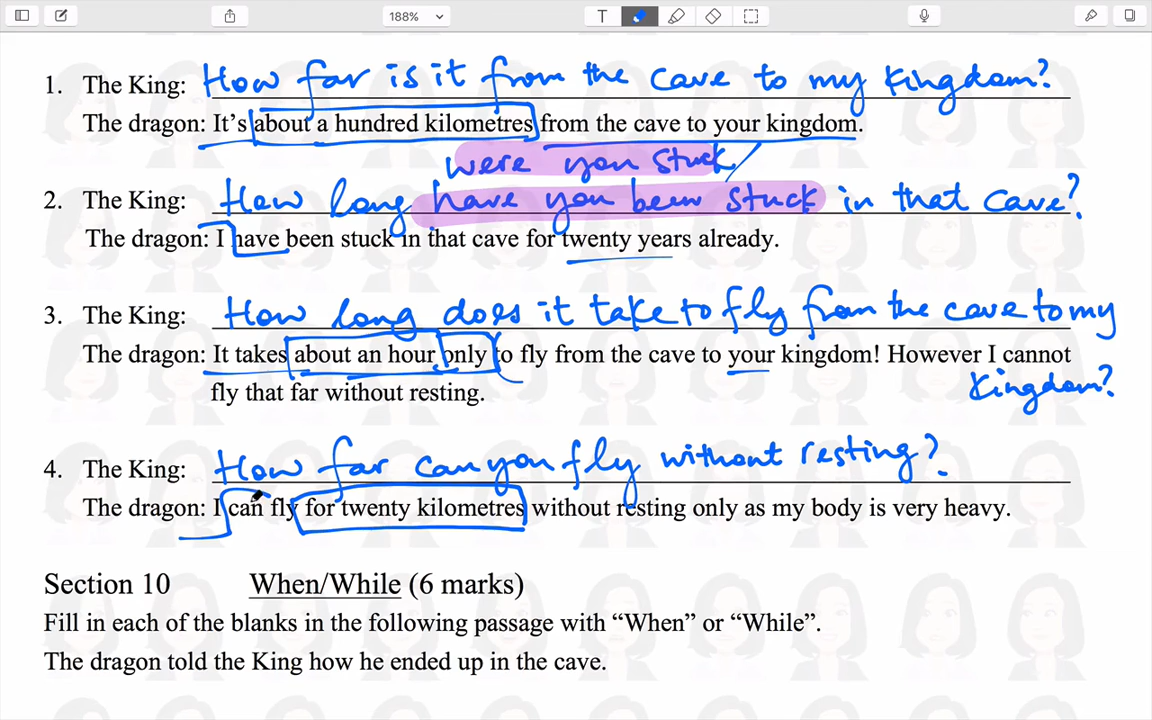 188%
T
1. The King: How far is it from the cave to my kingdom?
The dragon: It's about a hundred kilometres from the cave to your kingdom.
were you stuck
2. The King: How long have you been stuck in that cave?
The dragon: I have been stuck in that cave for twenty years already.
3. The King: How long does it take to fly from the cave to my
The dragon: It takes about an hour only to fly from the cave to your kingdom! However I cannot
kingdom?
fly that far without resting.
4. The King: How far can you fly without resting?
The dragon: I can fly for twenty kilometres without resting only as my body is very heavy.
Section 10 When/While (6 marks)
Fill in each of the blanks in the following passage with “When” or “While”.
The dragon told the King how he ended up in the cave.